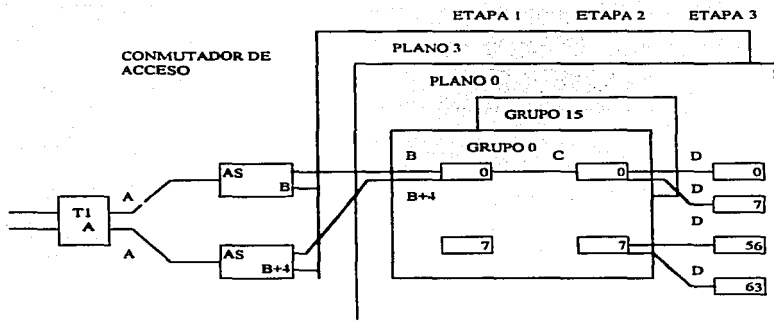 ETAPA 1 ETAPA 2 ETAPA 3
CONMUTADOR DE
ACCESO
PLANO 3
PLANO 0
GRUPO 15
GRUPO 0
AS
B
B
0
C
0
D
0
A
B+4
D
7
T1
A
D
A
AS
B+4
7
7
56
D
63